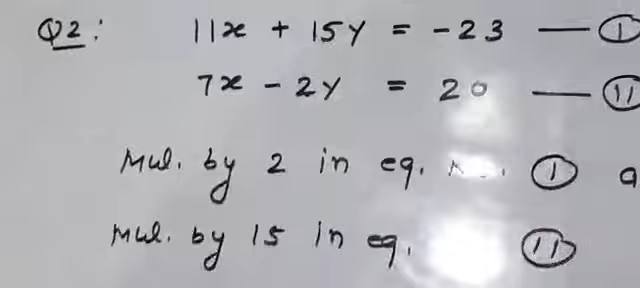 Q2: 11x + 15y = -23 — (I)
7x - 2y = 20 — (II)
Mul. by 2 in eq. (I)
Mul. by 15 in eq. (II)